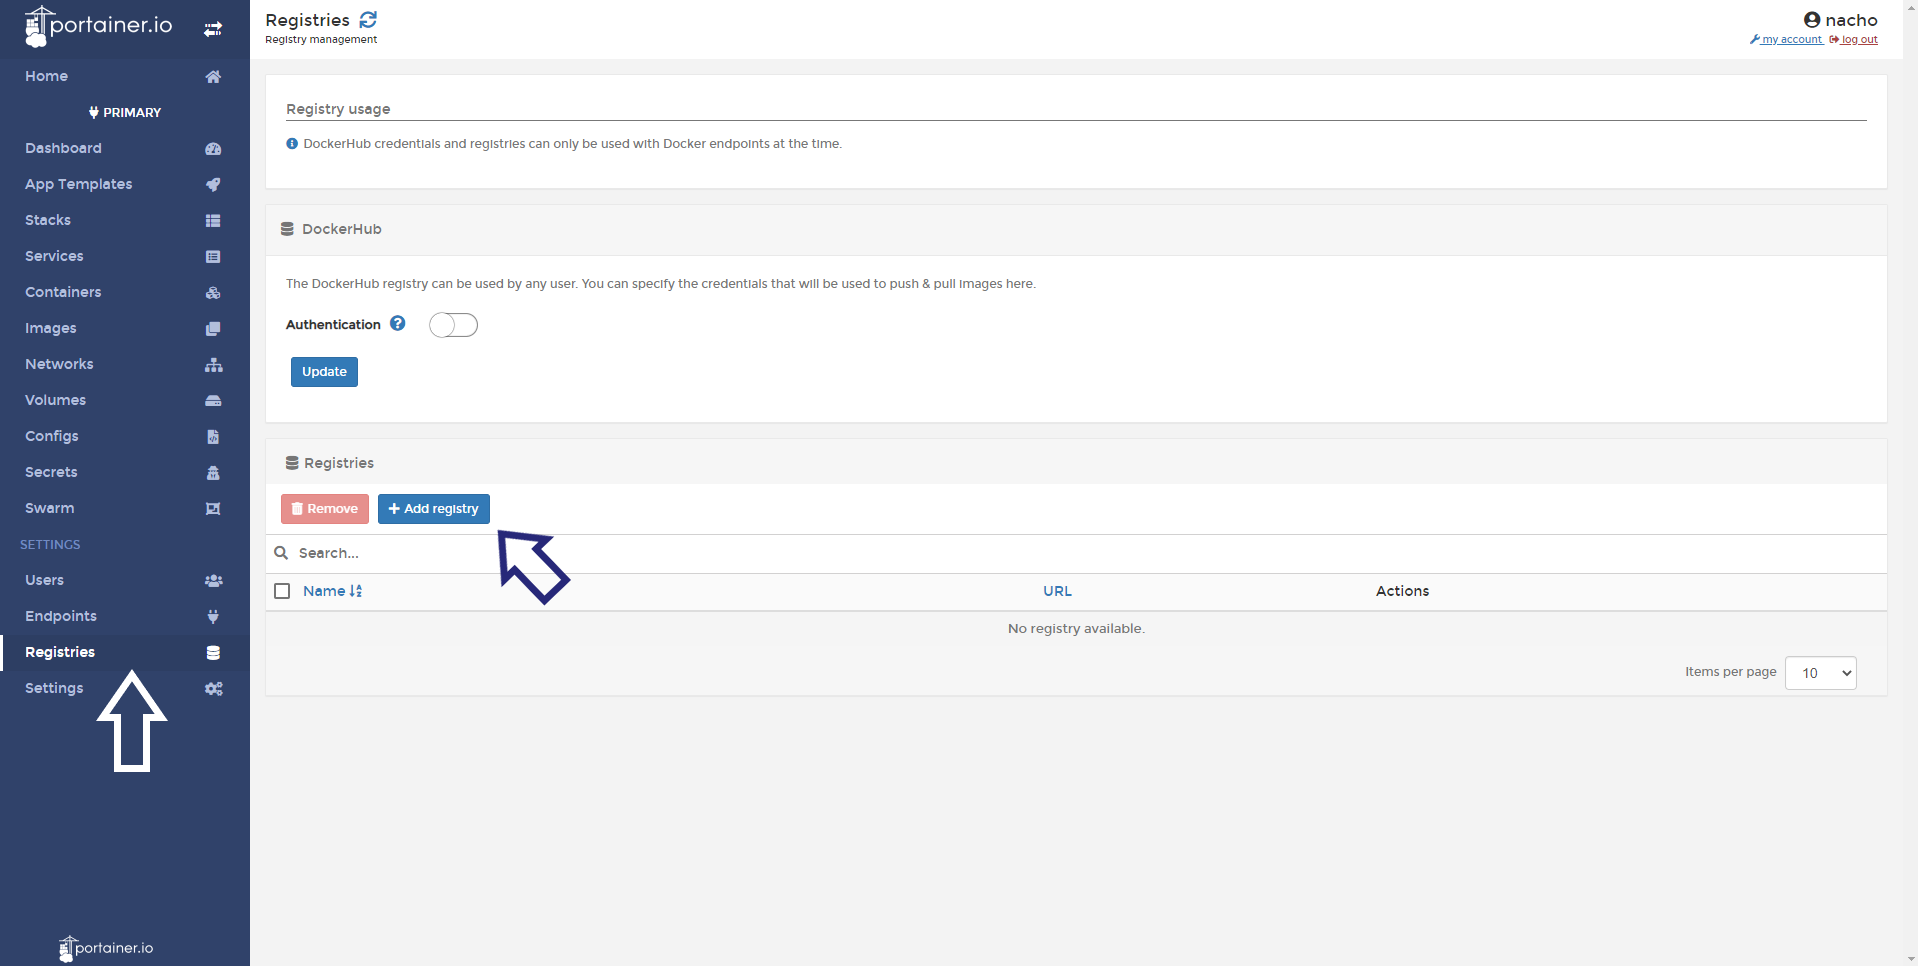 portainer.io
Home
PRIMARY
Dashboard
App Templates
Stacks
Services
Containers
Images
Networks
Volumes
Configs
Secrets
Swarm
SETTINGS
Users
Endpoints
Registries
Settings
portainer.io
Registries
Registry management
nacho
my account log out
Registry usage
DockerHub credentials and registries can only be used with Docker endpoints at the time.
DockerHub
The DockerHub registry can be used by any user. You can specify the credentials that will be used to push & pull images here.
Authentication
Update
Registries
Remove + Add registry
Search...
Name URL Actions
No registry available.
Items per page 10